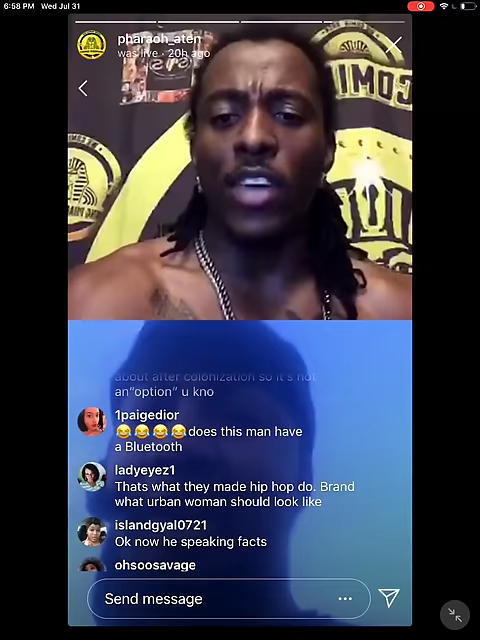 6:58 PM Wed Jul 31
pharaoh_aten
was live · 20h ago
about after colonization so it's not
an"option" u kno
1paigedior
😂😂😂😂does this man have
a Bluetooth
ladyeyez1
Thats what they made hip hop do. Brand
what urban woman should look like
islandgyal0721
Ok now he speaking facts
ohsoosavage
Send message